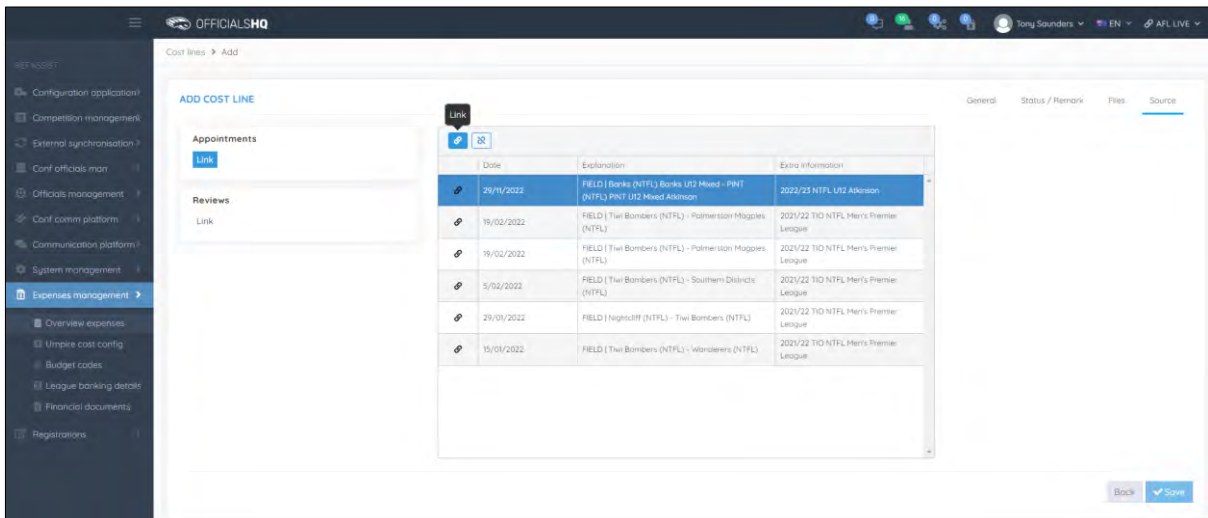 OFFICIALSHQ
Tony Saunders
EN
AFL LIVE
Cost lines > Add
Configuration application
Competition management
External synchronisation
Conf officials man
Officials management
Conf comm platform
Communication platform
System management
Expenses management
Overview expenses
Umpire cost config
Budget codes
League banking details
Financial documents
Registrations
ADD COST LINE
General
Status / Remark
Files
Source
Appointments
Link
Reviews
Link
Link
Date
Explanation
Extra information
29/11/2022
FIELD | Banks (NTFL) Banks U12 Mixed - PINT
(NTFL) PINT U12 Mixed Atkinson
2022/23 NTFL U12 Atkinson
19/02/2022
FIELD | Tiwi Bombers (NTFL) - Palmerston Magpies
(NTFL)
2021/22 TIO NTFL Men's Premier
League
19/02/2022
FIELD | Tiwi Bombers (NTFL) - Palmerston Magpies
(NTFL)
2021/22 TIO NTFL Men's Premier
League
5/02/2022
FIELD | Tiwi Bombers (NTFL) - Southern Districts
(NTFL)
2021/22 TIO NTFL Men's Premier
League
29/01/2022
FIELD | Nightcliff (NTFL) - Tiwi Bombers (NTFL)
2021/22 TIO NTFL Men's Premier
League
15/01/2022
FIELD | Tiwi Bombers (NTFL) - Wanderers (NTFL)
2021/22 TIO NTFL Men's Premier
League
Back
Save